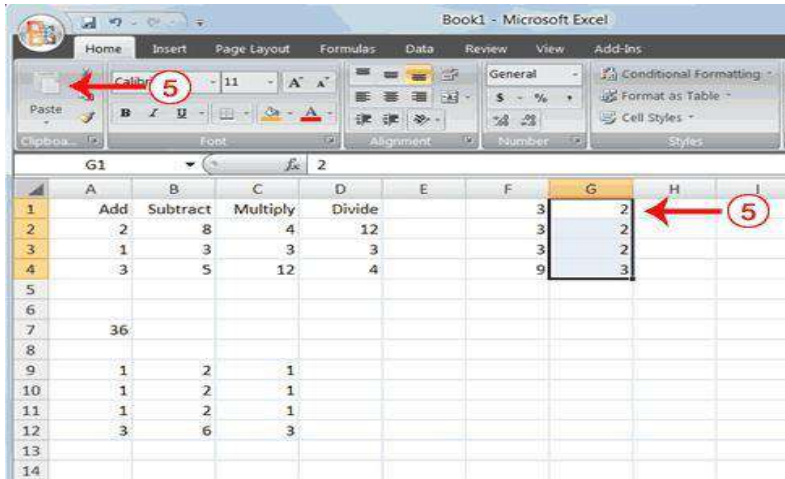 Book1 - Microsoft Excel
Home Insert Page Layout Formulas Data Review View Add-Ins
Paste
Calibr 11 A A
B I U A
General
$ % ,
Conditional Formatting
Format as Table
Cell Styles
Clipboa... Font Alignment Number Styles
5
G1 fx 2
A B C D E F G H I
1 Add Subtract Multiply Divide 3 2
5
2 2 8 4 12 3 2
3 1 3 3 3 3 2
4 3 5 12 4 9 3
5
6
7 36
8
9 1 2 1
10 1 2 1
11 1 2 1
12 3 6 3
13
14